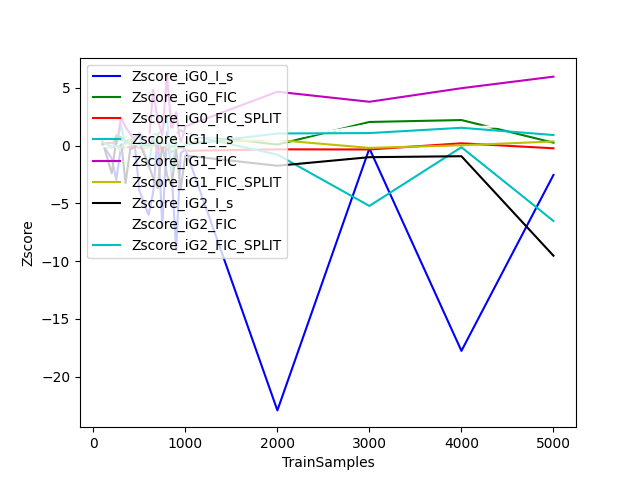 Zscore_iG0_I_s
Zscore_iG0_FIC
Zscore_iG0_FIC_SPLIT
Zscore_iG1_I_s
Zscore_iG1_FIC
Zscore_iG1_FIC_SPLIT
Zscore_iG2_I_s
Zscore_iG2_FIC
Zscore_iG2_FIC_SPLIT
5
0
−5
−10
−15
−20
Zscore
0 1000 2000 3000 4000 5000
TrainSamples